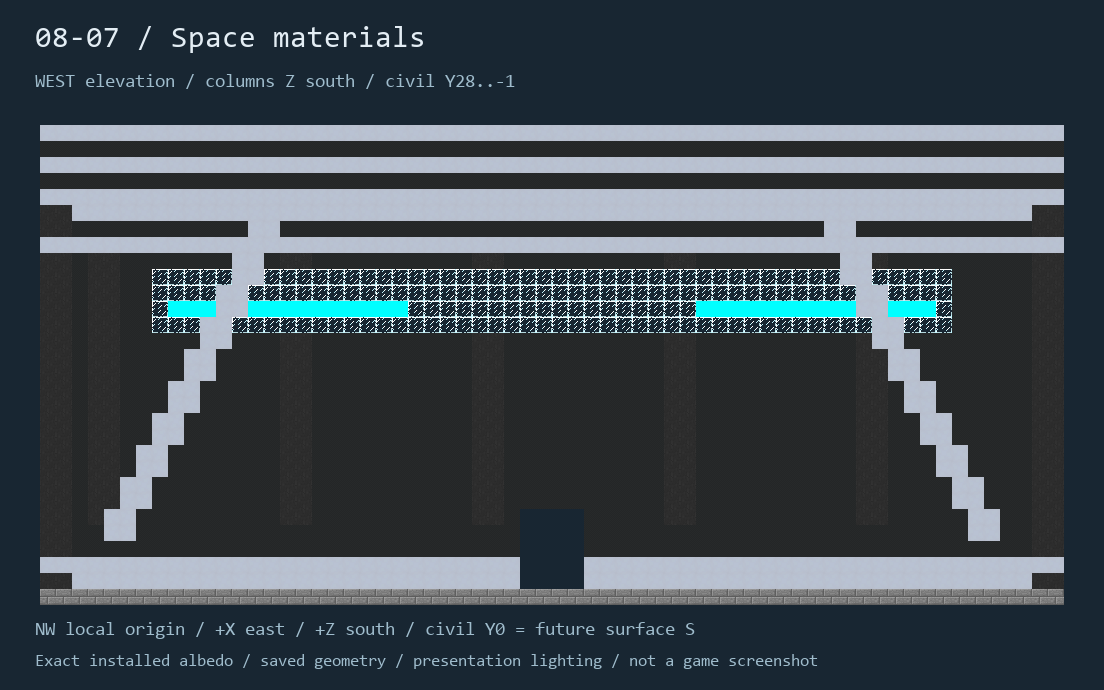 08-07 / Space materials
WEST elevation / columns Z south / civil Y28..-1
NW local origin / +X east / +Z south / civil Y0 = future surface S
Exact installed albedo / saved geometry / presentation lighting / not a game screenshot